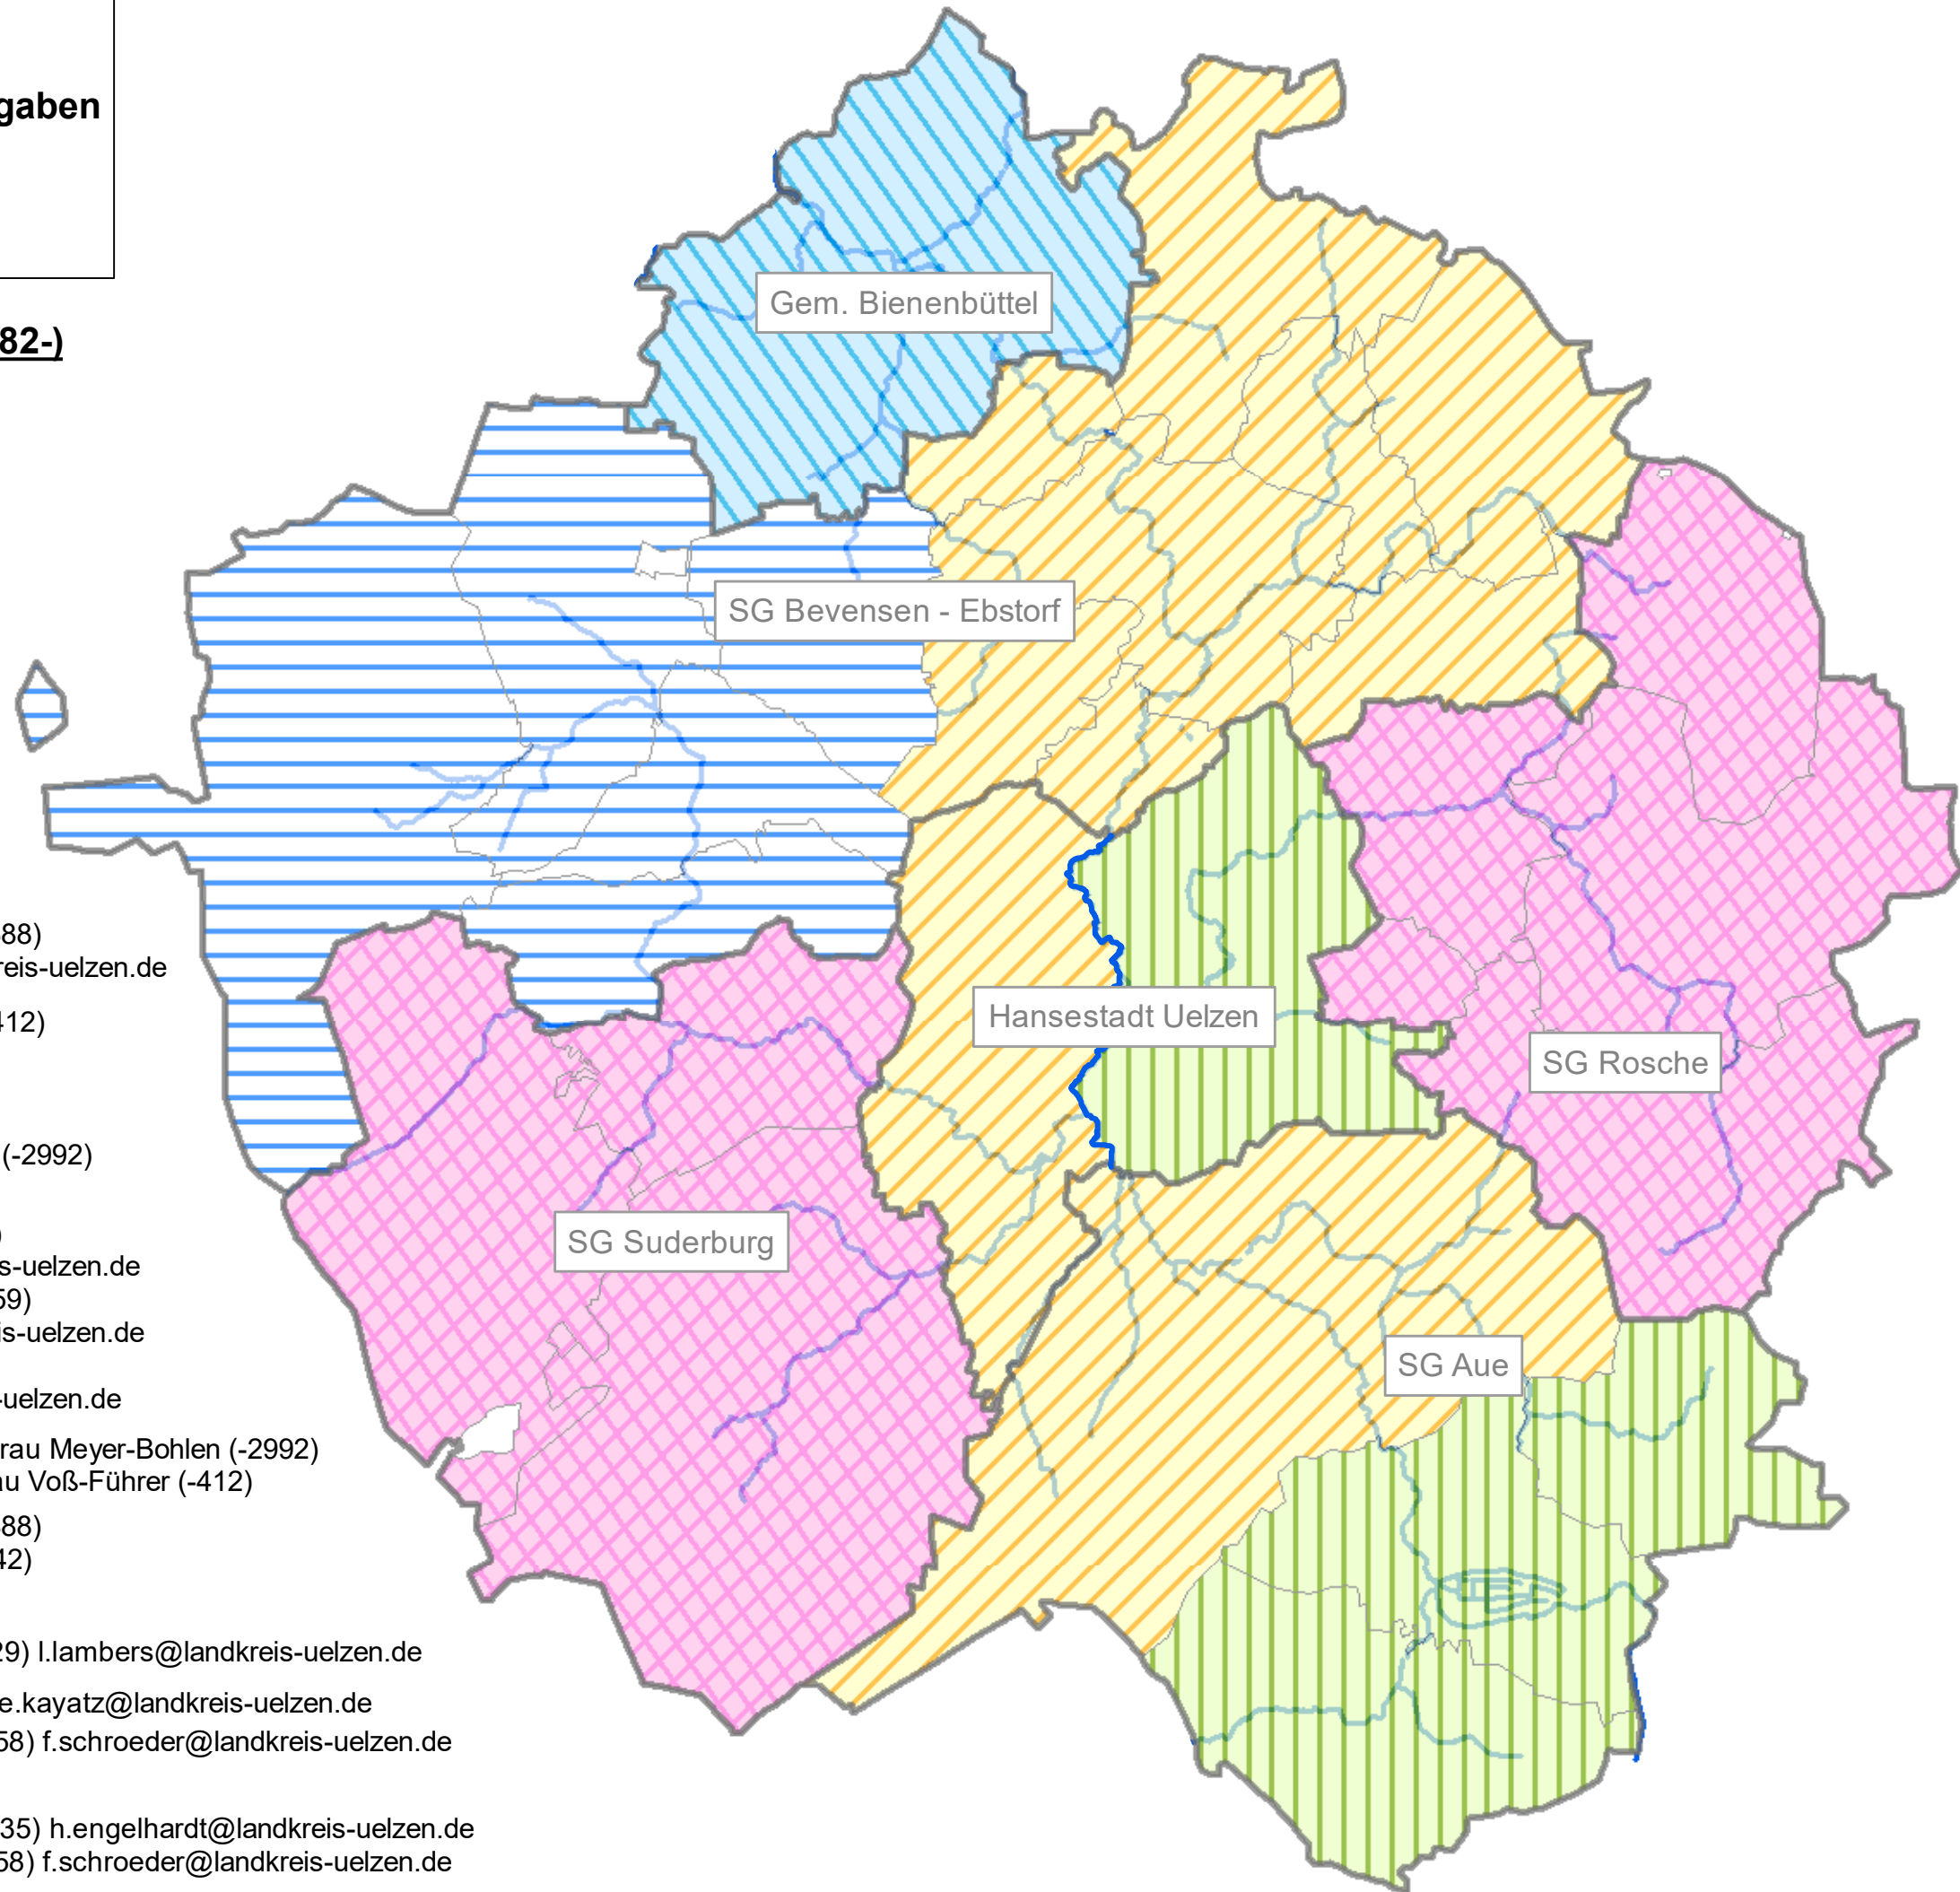 gaben
82-)
88)
reis-uelzen.de
412)
(-2992)
)
s-uelzen.de
59)
is-uelzen.de
-uelzen.de
rau Meyer-Bohlen (-2992)
au Voß-Führer (-412)
88)
42)
29) l.lambers@landkreis-uelzen.de
e.kayatz@landkreis-uelzen.de
58) f.schroeder@landkreis-uelzen.de
35) h.engelhardt@landkreis-uelzen.de
58) f.schroeder@landkreis-uelzen.de
Gem. Bienenbüttel
SG Bevensen - Ebstorf
Hansestadt Uelzen
SG Rosche
SG Suderburg
SG Aue